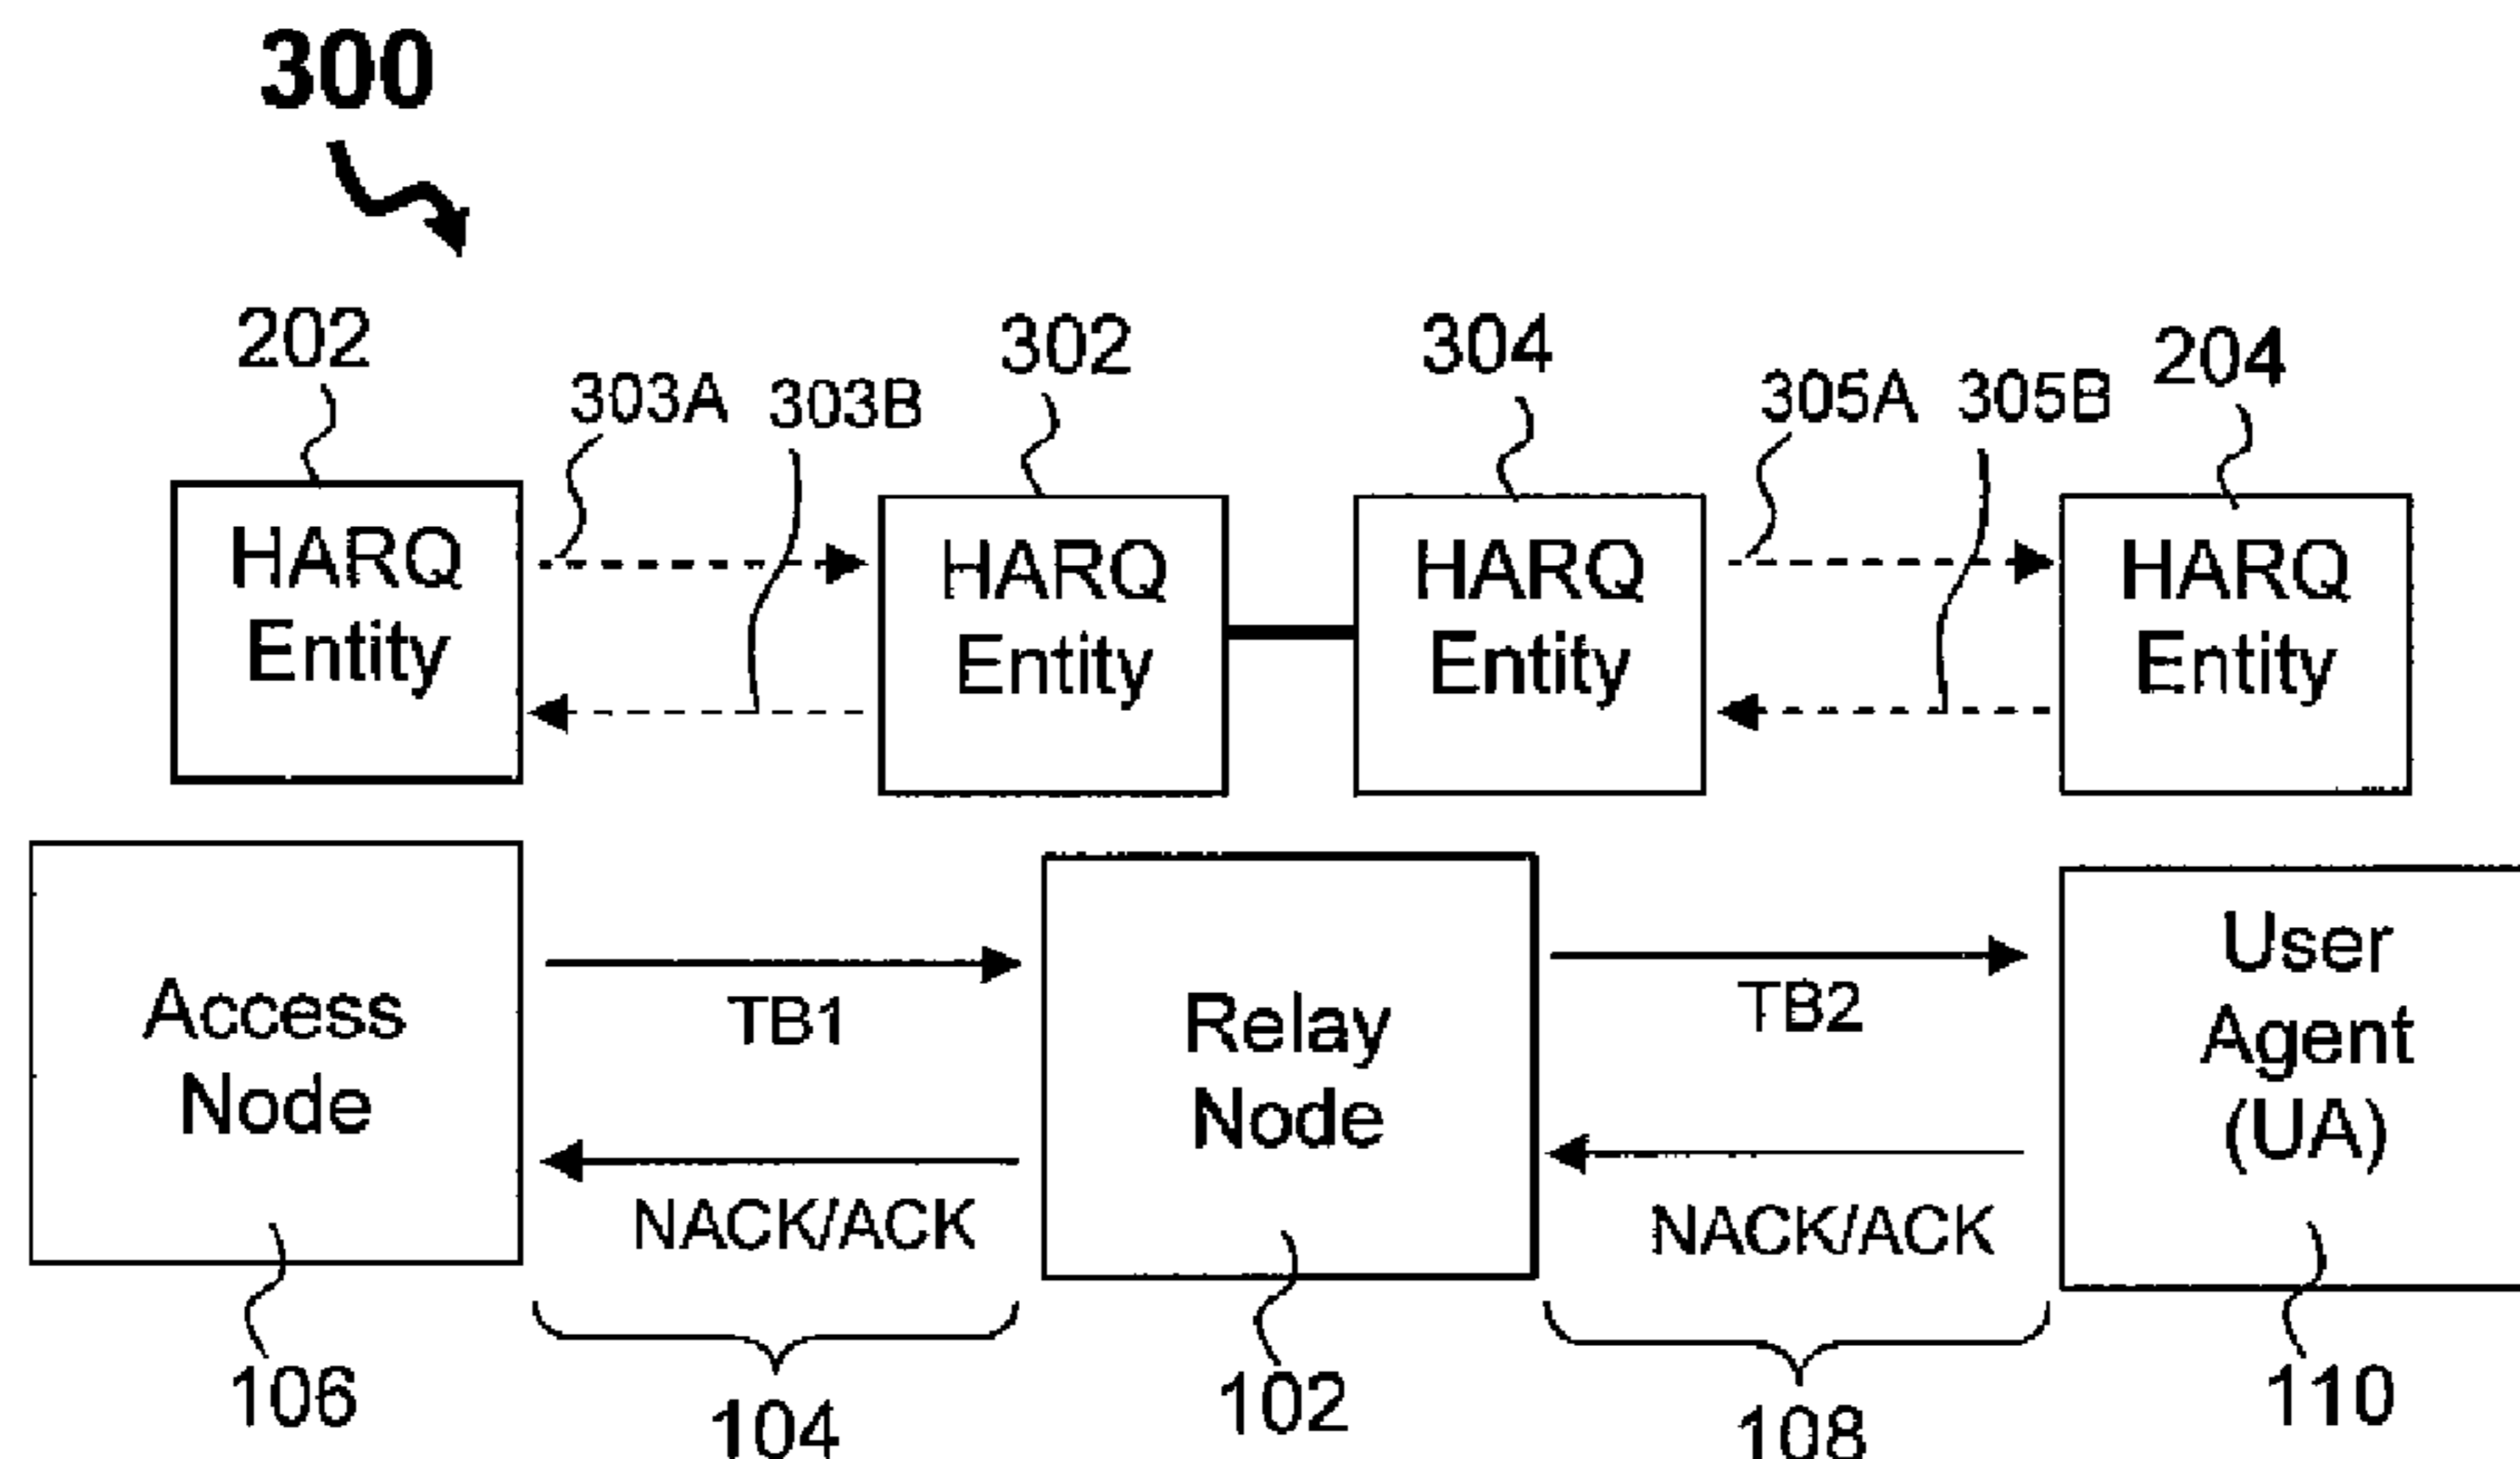 300
202
303A
303B
302
304
305A
305B
204
HARQ
Entity
HARQ
Entity
HARQ
Entity
HARQ
Entity
Access
Node
TB1
NACK/ACK
Relay
Node
TB2
NACK/ACK
User
Agent
(UA)
106
104
102
108
110